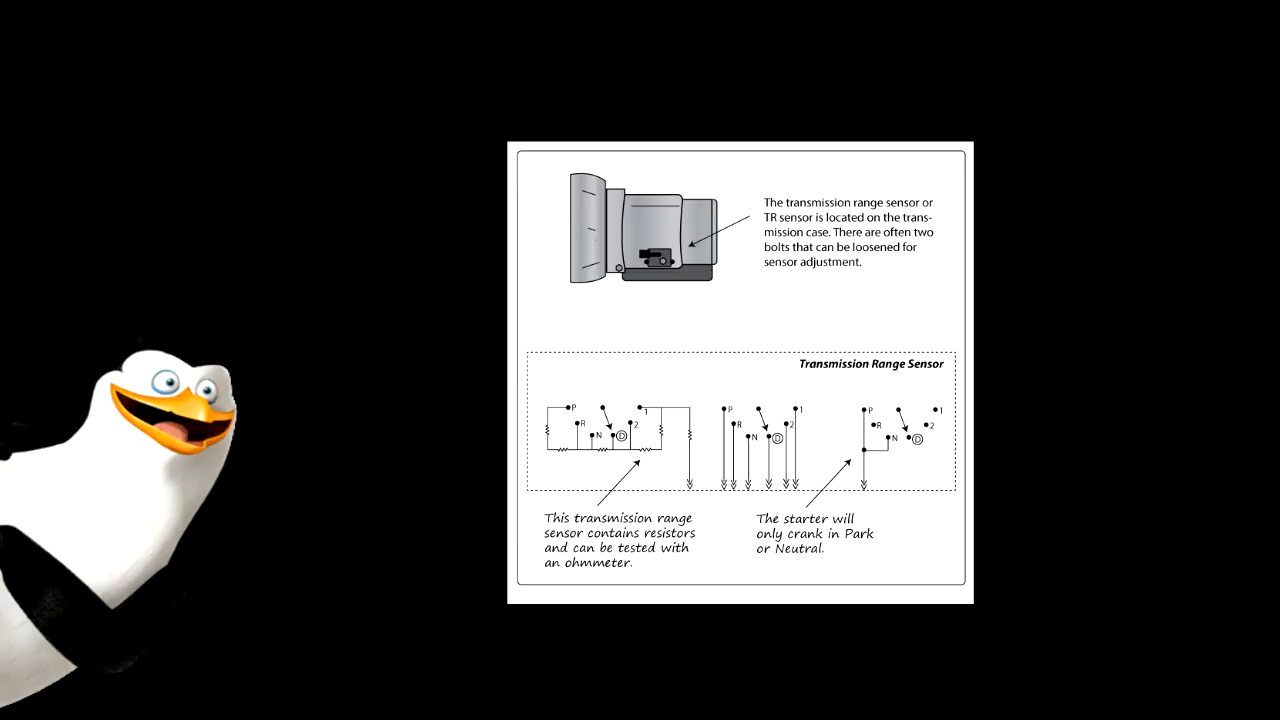 The transmission range sensor or
TR sensor is located on the trans-
mission case. There are often two
bolts that can be loosened for
sensor adjustment.
Transmission Range Sensor
P
R
N
D
2
1
P
R
N
D
2
1
P
R
N
D
2
1
This transmission range
sensor contains resistors
and can be tested with
an ohmmeter.
The starter will
only crank in Park
or Neutral.